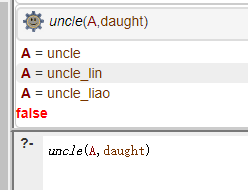 uncle(A,daught)
A = uncle
A = uncle_lin
A = uncle_liao
false
?- uncle(A,daught)